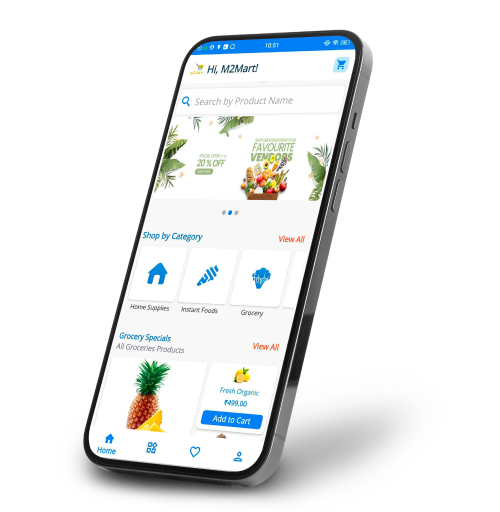 10:51
Hi, M2Mart!
Search by Product Name
FAVOURITE
VENDORS
SPECIAL OFFER
20% OFF
Shop by Category
View All
Home Supplies
Instant Foods
Grocery
Grocery Specials
All Groceries Products
View All
Fresh Organic
₹499.00
Add to Cart
Home